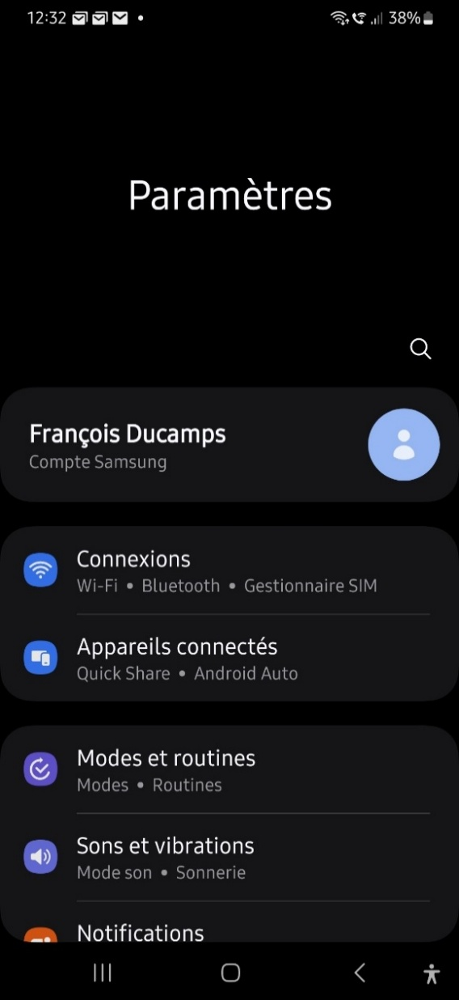 12:32 38%
Paramètres
François Ducamps
Compte Samsung
Connexions
Wi-Fi • Bluetooth • Gestionnaire SIM
Appareils connectés
Quick Share • Android Auto
Modes et routines
Modes • Routines
Sons et vibrations
Mode son • Sonnerie
Notifications